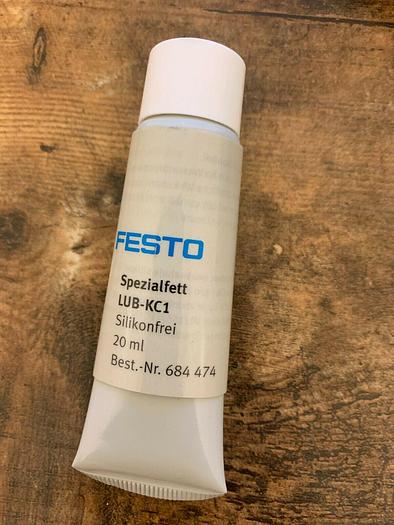 FESTO
Spezialfett
LUB-KC1
Silikonfrei
20 ml
Best.-Nr. 684 474